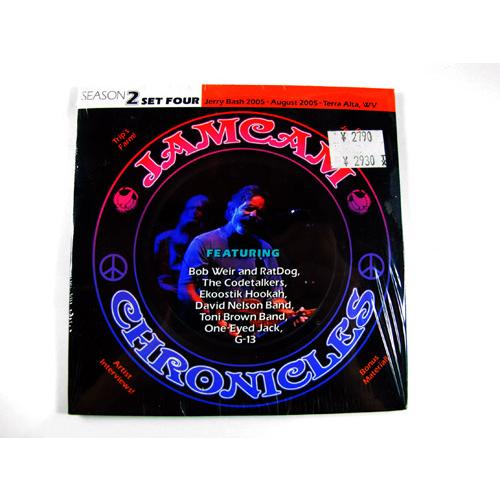 SEASON 2 SET FOUR
Jerry Bash 2005 - August 2005 - Terra Alta, WV
¥ 2790
¥ 2930
Trip's
Farm!
JAMCAM
FEATURING
Bob Weir and RatDog,
The Codetalkers,
Ekoostik Hookah,
David Nelson Band,
Toni Brown Band,
One-Eyed Jack,
G-13
CHRONICLES
Artist
Interviews!
Bonus
Material!